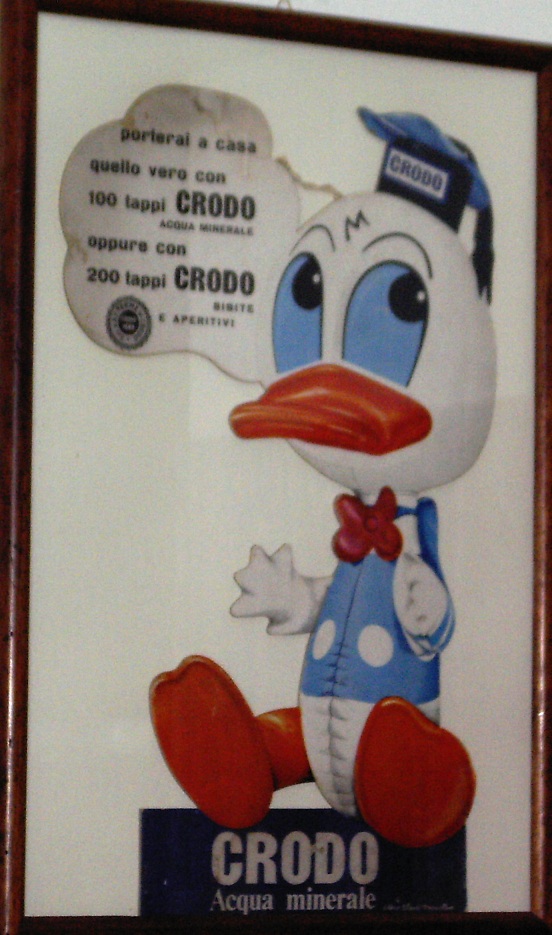 porterai a casa
quello vero con
100 tappi CRODO
ACQUA MINERALE
oppure con
200 tappi CRODO
BIBITE
E APERITIVI
CRODO
CRODO
Acqua minerale